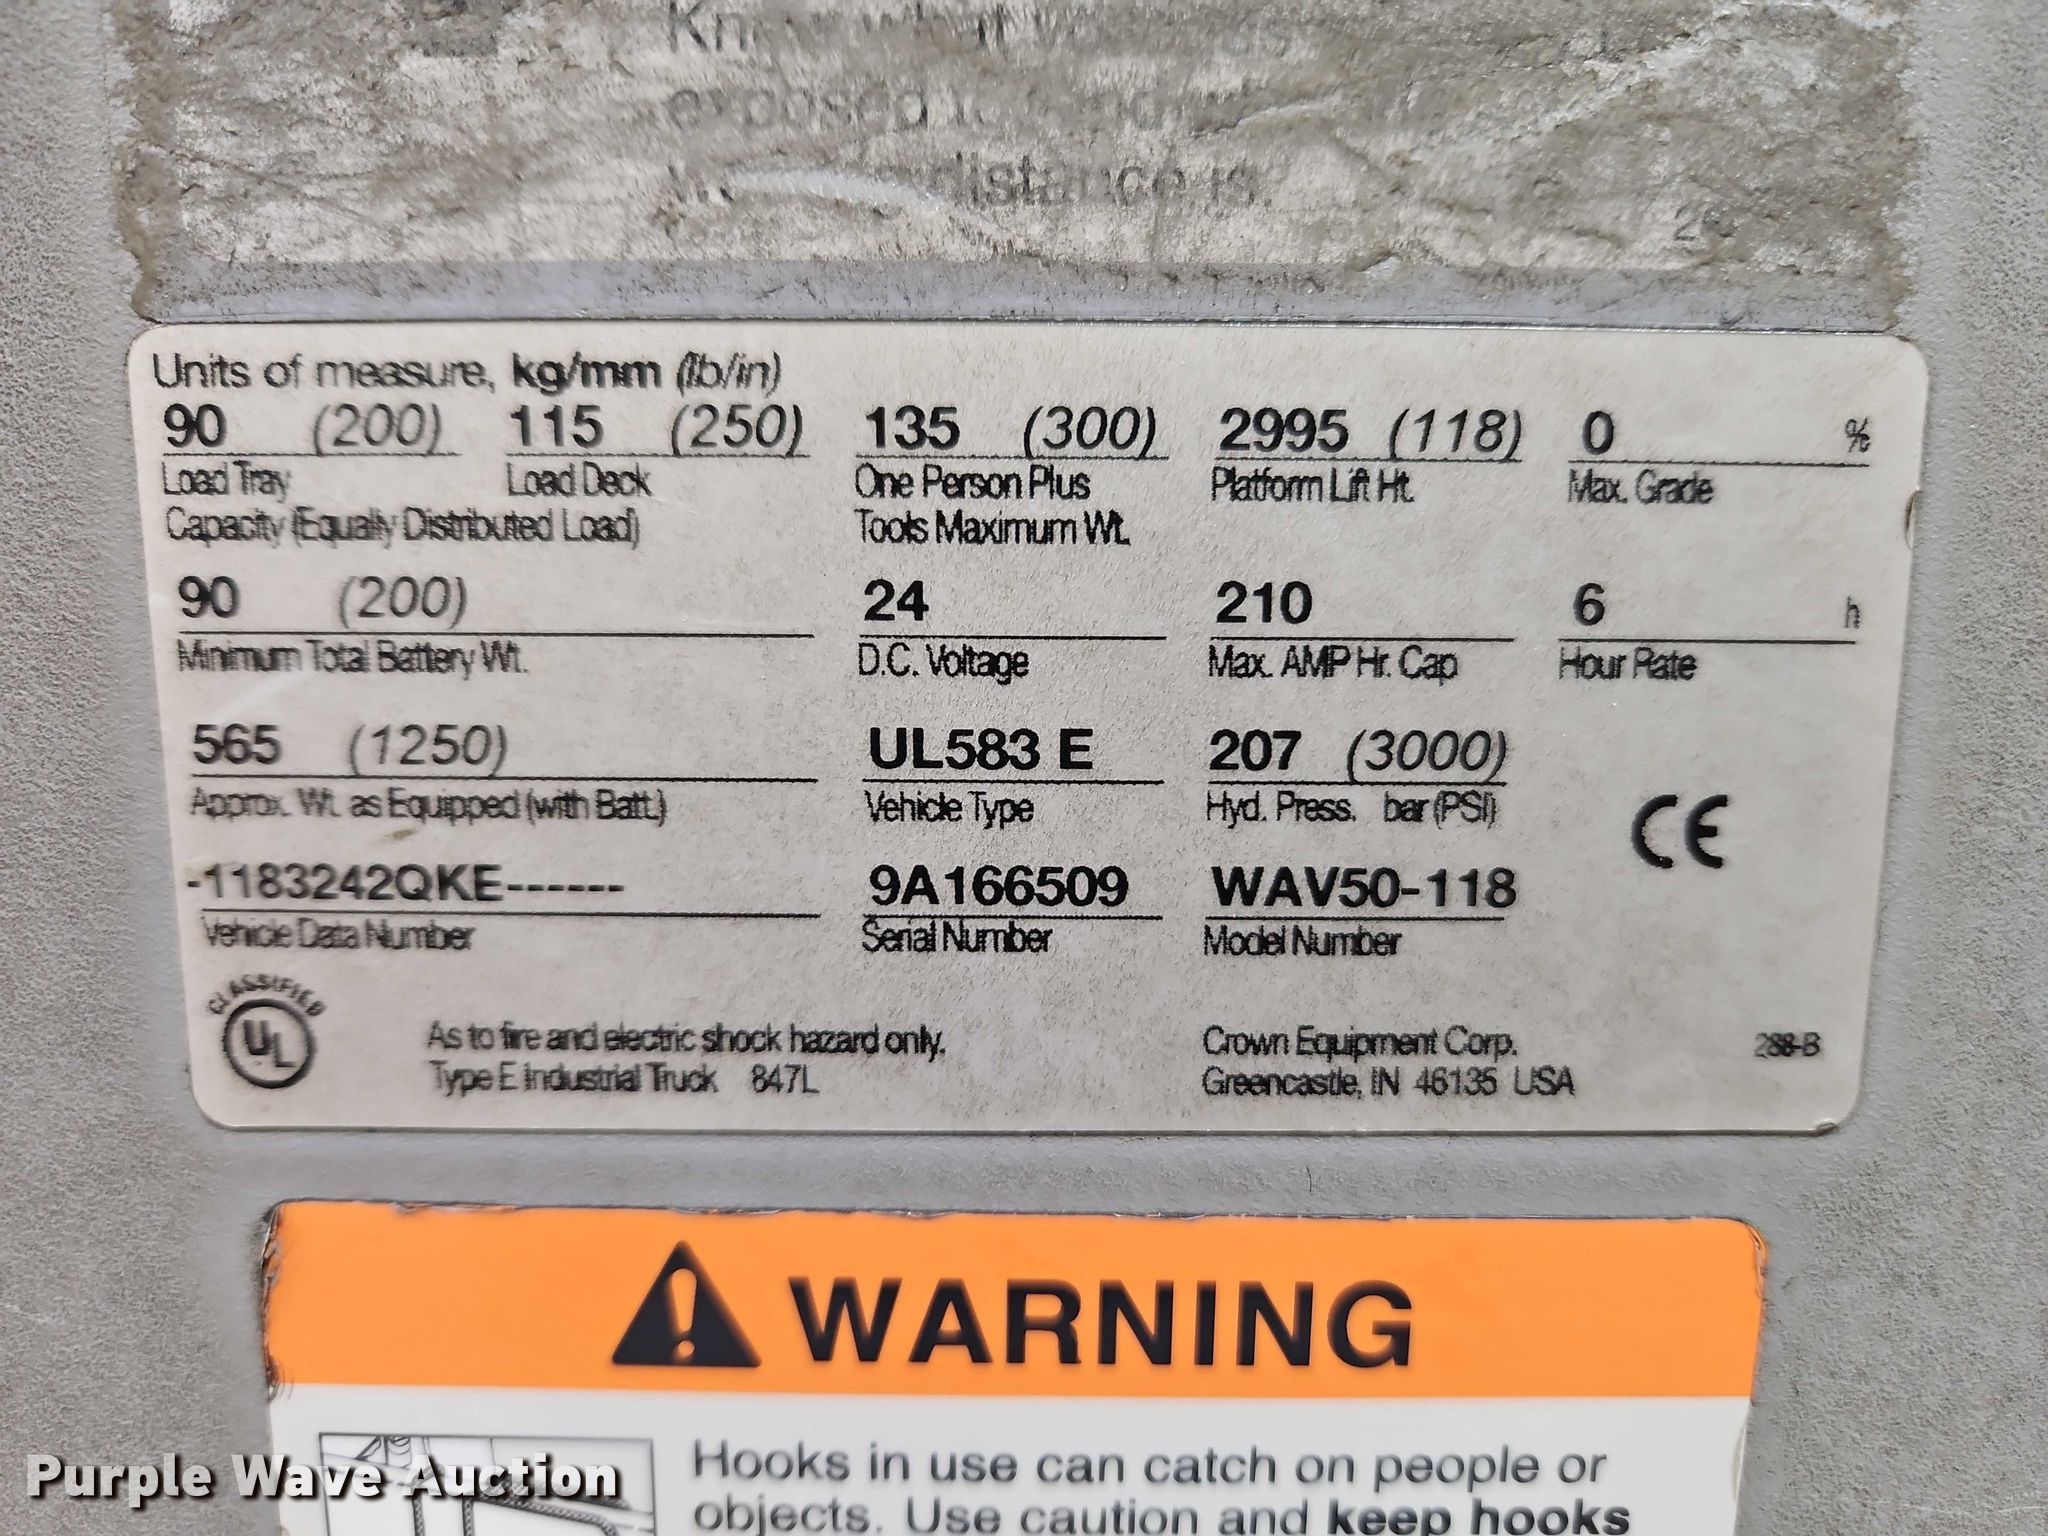 distance is.
Units of measure, kg/mm (lb/in)
90 (200) 115 (250) 135 (300) 2995 (118) 0 %
Load Tray Load Deck One Person Plus Platform Lift Ht. Max. Grade
Capacity (Equally Distributed Load) Tools Maximum Wt.
90 (200) 24 210 6 h
Minimum Total Battery Wt. D.C. Voltage Max. AMP Hr. Cap Hour Rate
565 (1250) UL583 E 207 (3000)
Approx. Wt. as Equipped (with Batt.) Vehicle Type Hyd. Press. bar (PSI)
CE
-1183242QKE------ 9A166509 WAV50-118
Vehicle Data Number Serial Number Model Number
CLASSIFIED
UL
As to fire and electric shock hazard only. Crown Equipment Corp. 288-B
Type E Industrial Truck 847L Greencastle, IN 46135 USA
WARNING
Hooks in use can catch on people or
objects. Use caution and keep hooks
Purple Wave Auction